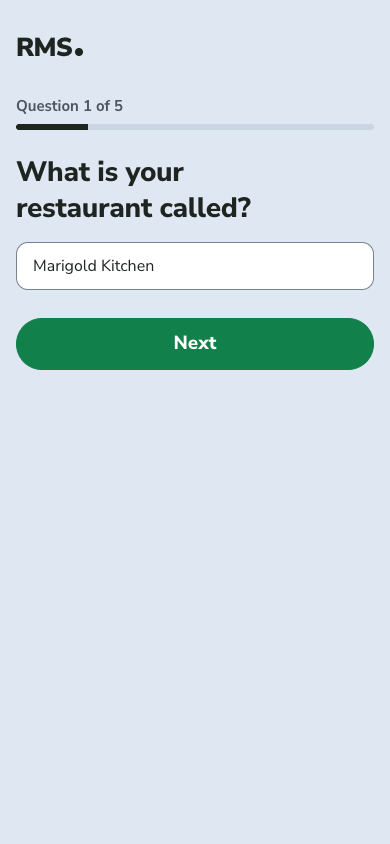 RMS.
Question 1 of 5
What is your
restaurant called?
Marigold Kitchen
Next